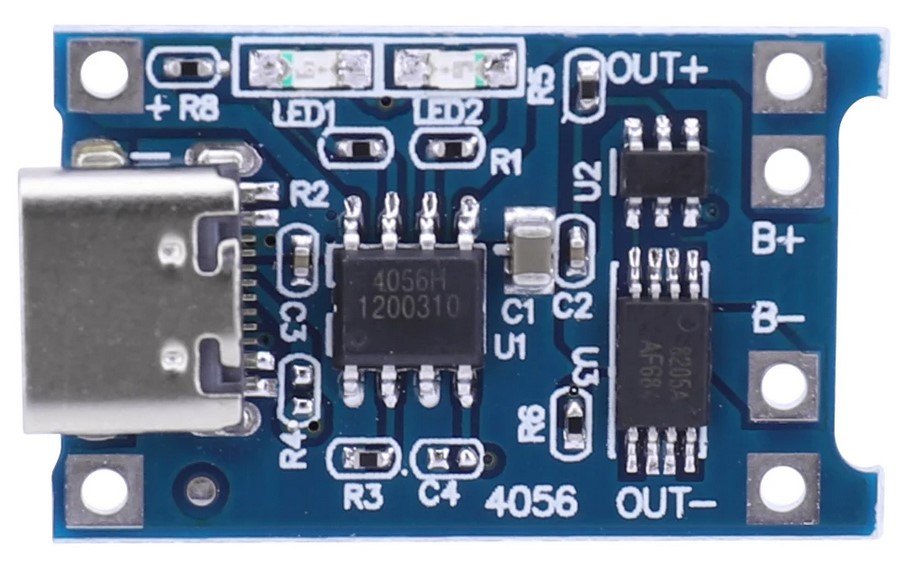 + R8
LED1
LED2
R5
OUT+
R1
R2
U2
B+
4056H
1200310
C3
C1
C2
U1
B-
U3
8205A
R4
R6
R3
C4
4056
OUT-